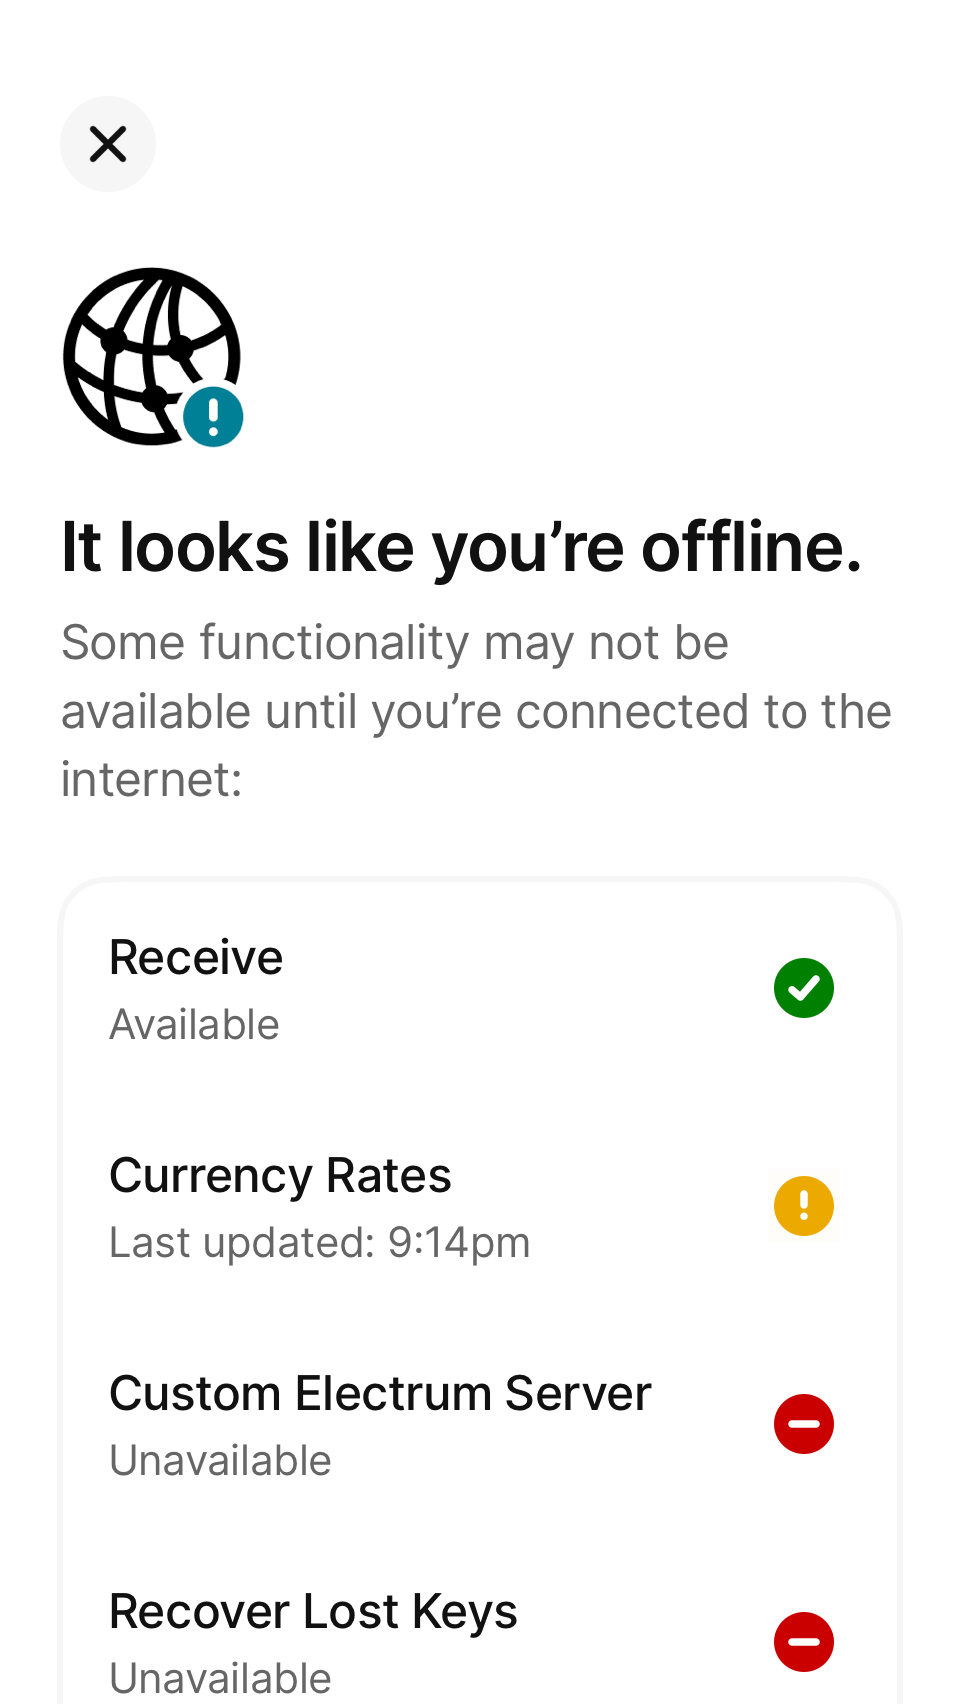 It looks like you’re offline.
Some functionality may not be
available until you’re connected to the
internet:
Receive
Available
Currency Rates
Last updated: 9:14pm
Custom Electrum Server
Unavailable
Recover Lost Keys
Unavailable